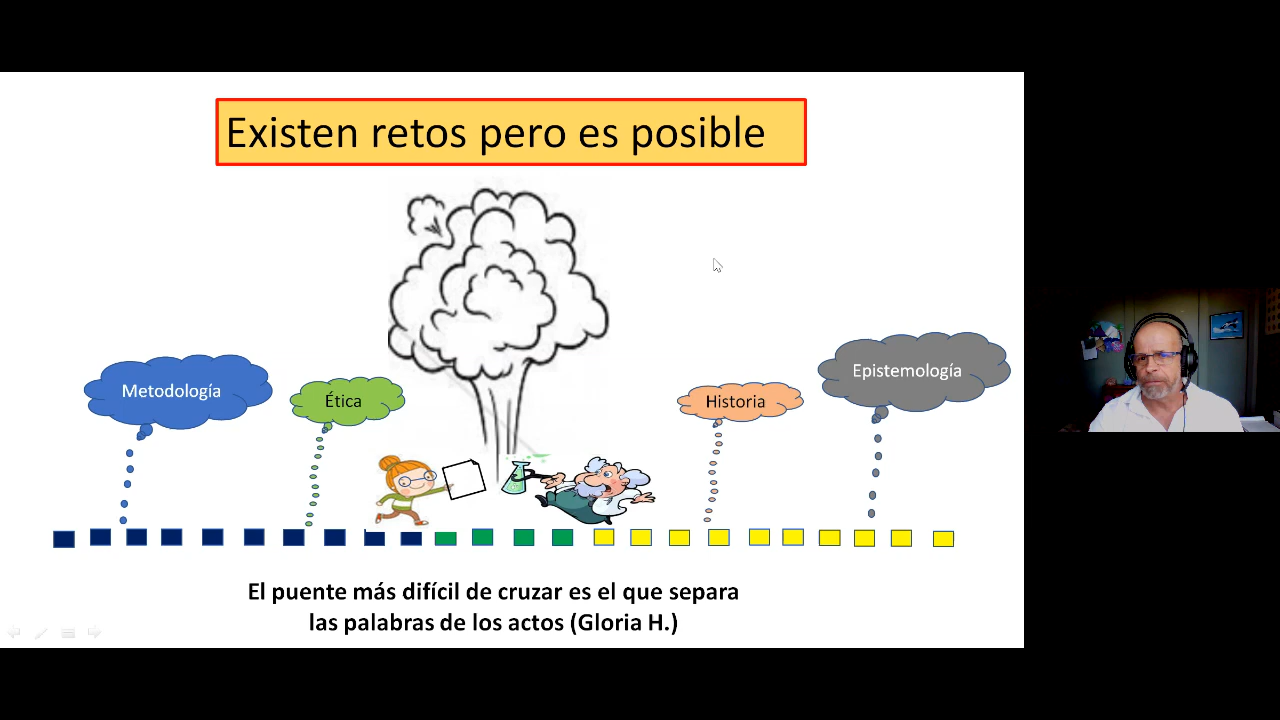 Existen retos pero es posible
Metodología
Ética
Historia
Epistemología
El puente más difícil de cruzar es el que separa
las palabras de los actos (Gloria H.)